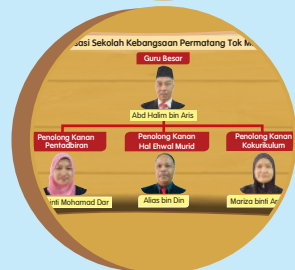 Sekolah Kebangsaan Permatang Tok
Guru Besar
Abd Halim bin Aris
Penolong Kanan
Pentadbiran
Penolong Kanan
Hal Ehwal Murid
Penolong Kanan
Kokurikulum
binti Mohamad Dar
Alias bin Din
Mariza binti